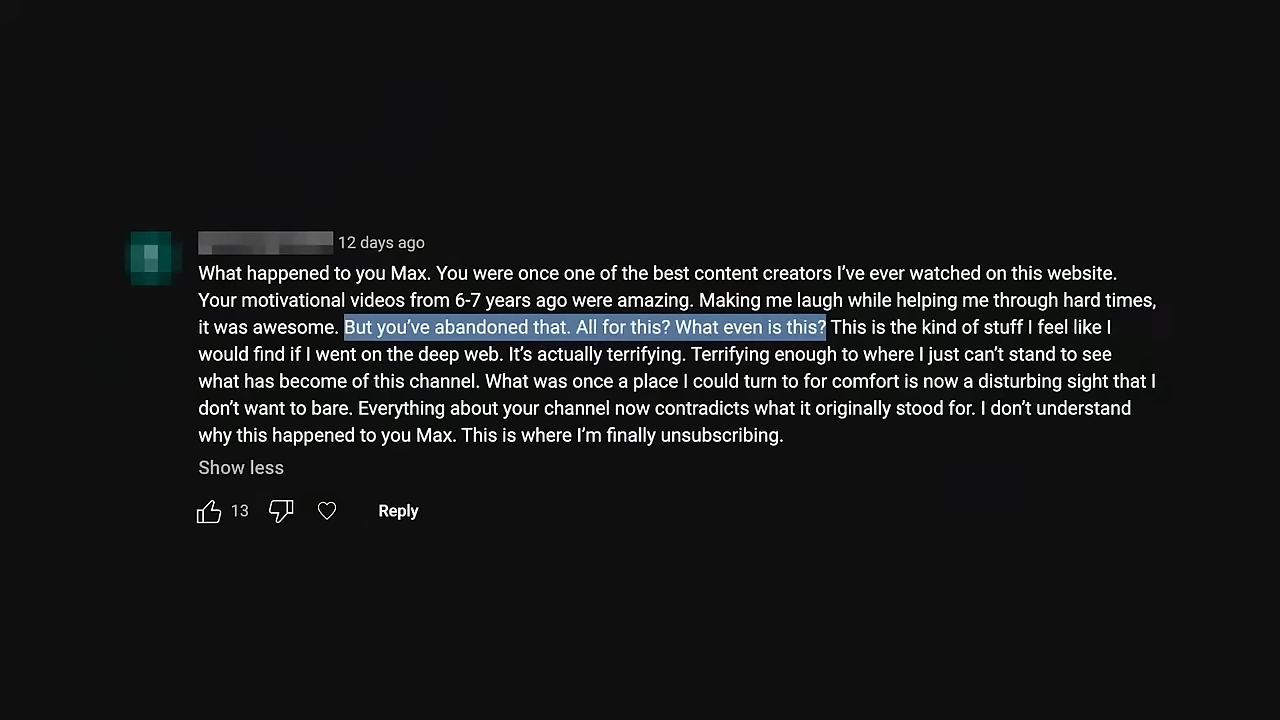 12 days ago
What happened to you Max. You were once one of the best content creators I've ever watched on this website.
Your motivational videos from 6-7 years ago were amazing. Making me laugh while helping me through hard times,
it was awesome. But you've abandoned that. All for this? What even is this? This is the kind of stuff I feel like I
would find if I went on the deep web. It's actually terrifying. Terrifying enough to where I just can't stand to see
what has become of this channel. What was once a place I could turn to for comfort is now a disturbing sight that I
don't want to bare. Everything about your channel now contradicts what it originally stood for. I don't understand
why this happened to you Max. This is where I'm finally unsubscribing.
Show less
13 Reply